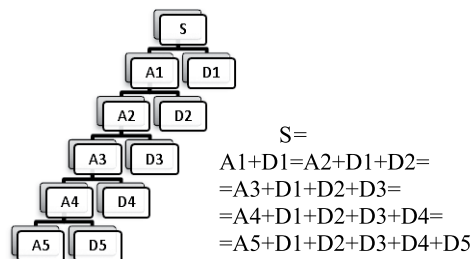 S
A1 D1
A2 D2
A3 D3
A4 D4
A5 D5
S=
A1+D1=A2+D1+D2=
=A3+D1+D2+D3=
=A4+D1+D2+D3+D4=
=A5+D1+D2+D3+D4+D5